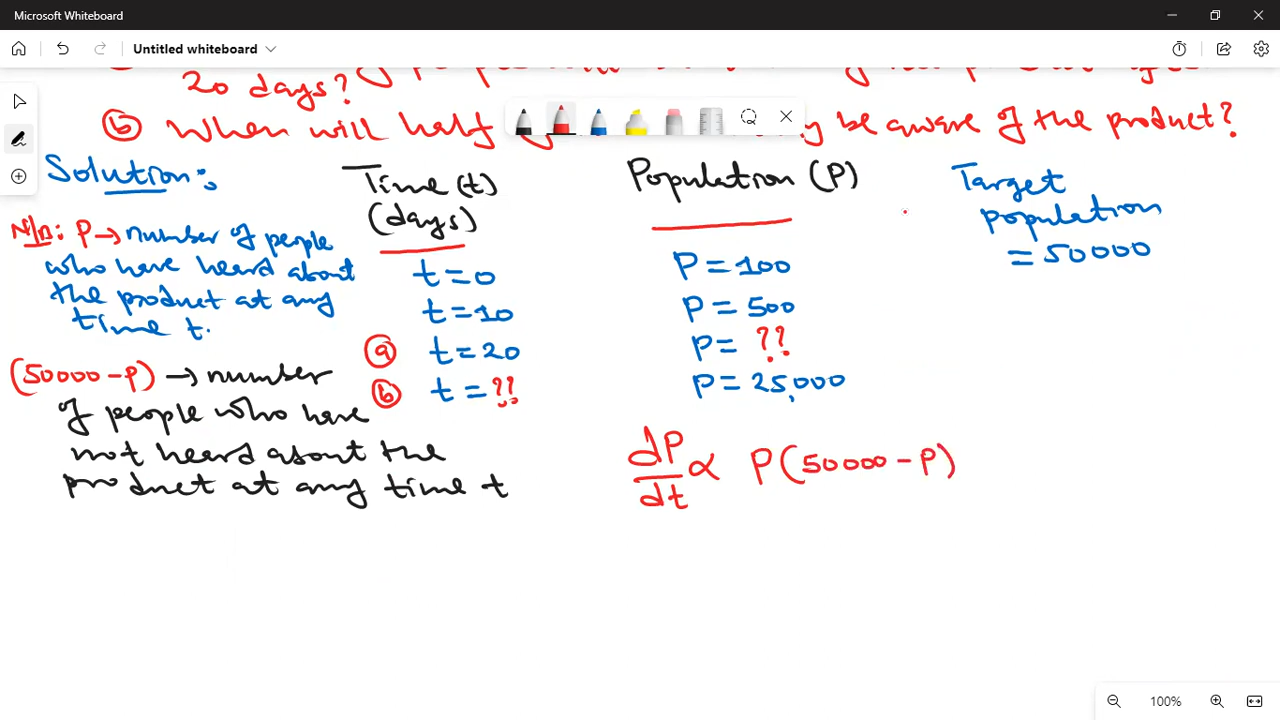 Microsoft Whiteboard
Untitled whiteboard
20 days?
(b) When will half be aware of the product?
Solution:
Time (t)
(days)
Population (P)
Target
population
= 50000
N/B: P → number of people
who have heard about
the product at any
time t.
t=0
P = 100
t=10
P = 500
(a) t=20
P= ??
(b) t = ??
P= 25,000
(50000-P) → number
of people who have
not heard about the
product at any time t
dP/dt ∝ P(50000-P)
100%